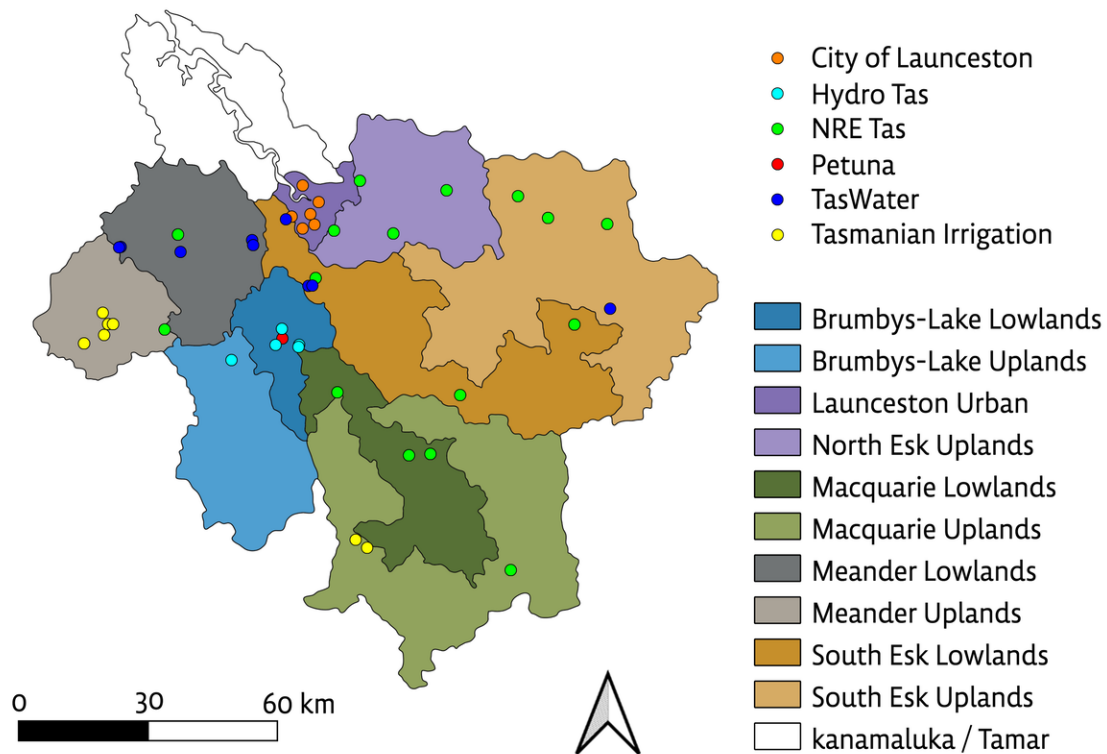 City of Launceston
Hydro Tas
NRE Tas
Petuna
TasWater
Tasmanian Irrigation
Brumbys-Lake Lowlands
Brumbys-Lake Uplands
Launceston Urban
North Esk Uplands
Macquarie Lowlands
Macquarie Uplands
Meander Lowlands
Meander Uplands
South Esk Lowlands
South Esk Uplands
kanamaluka / Tamar
0 30 60 km